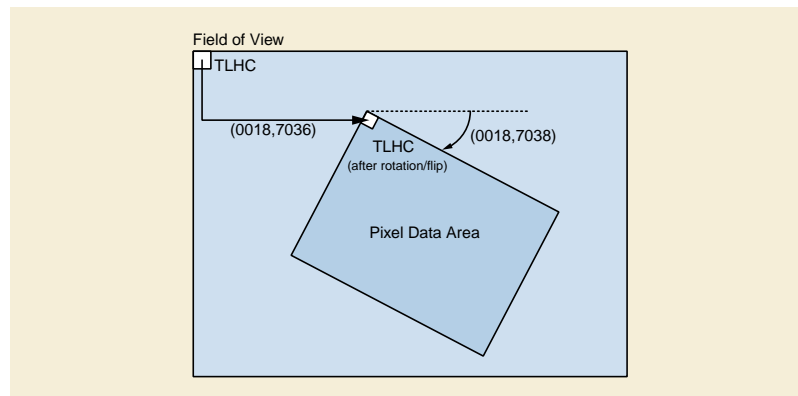 Field of View
TLHC
(0018,7036)
(0018,7038)
TLHC
(after rotation/flip)
Pixel Data Area